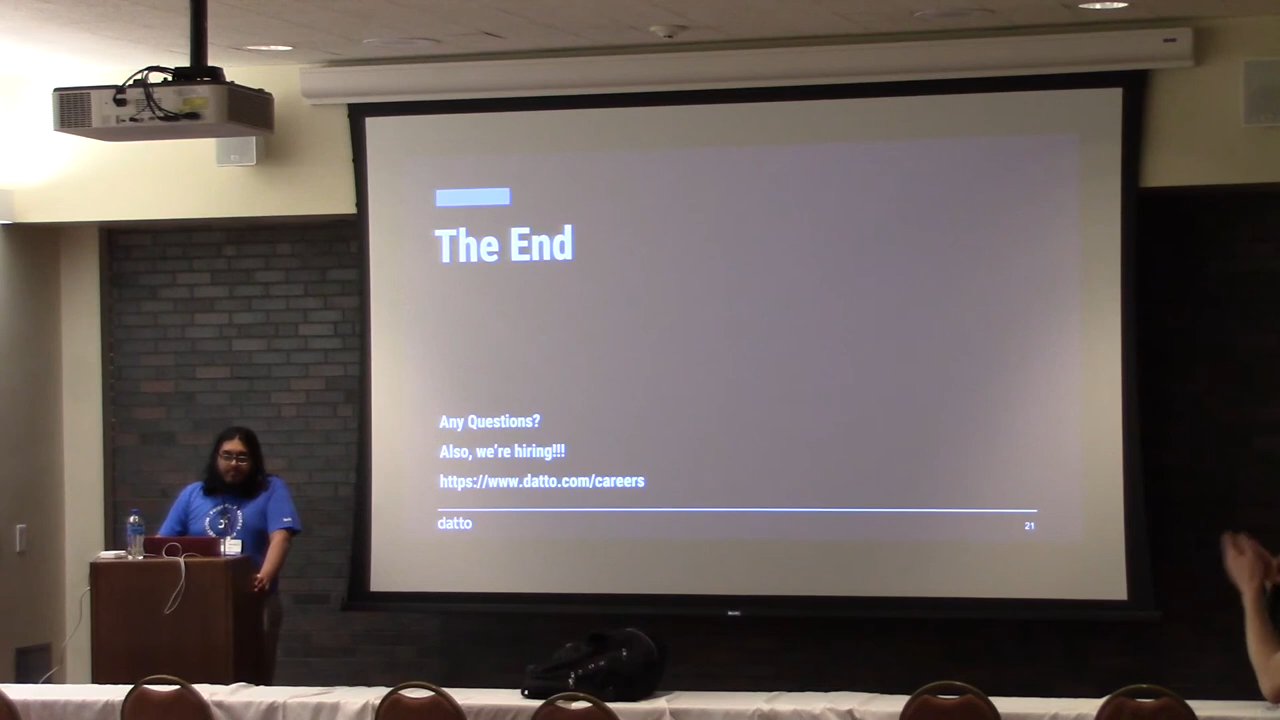 The End
Any Questions?
Also, we're hiring!!!
https://www.datto.com/careers
datto
21